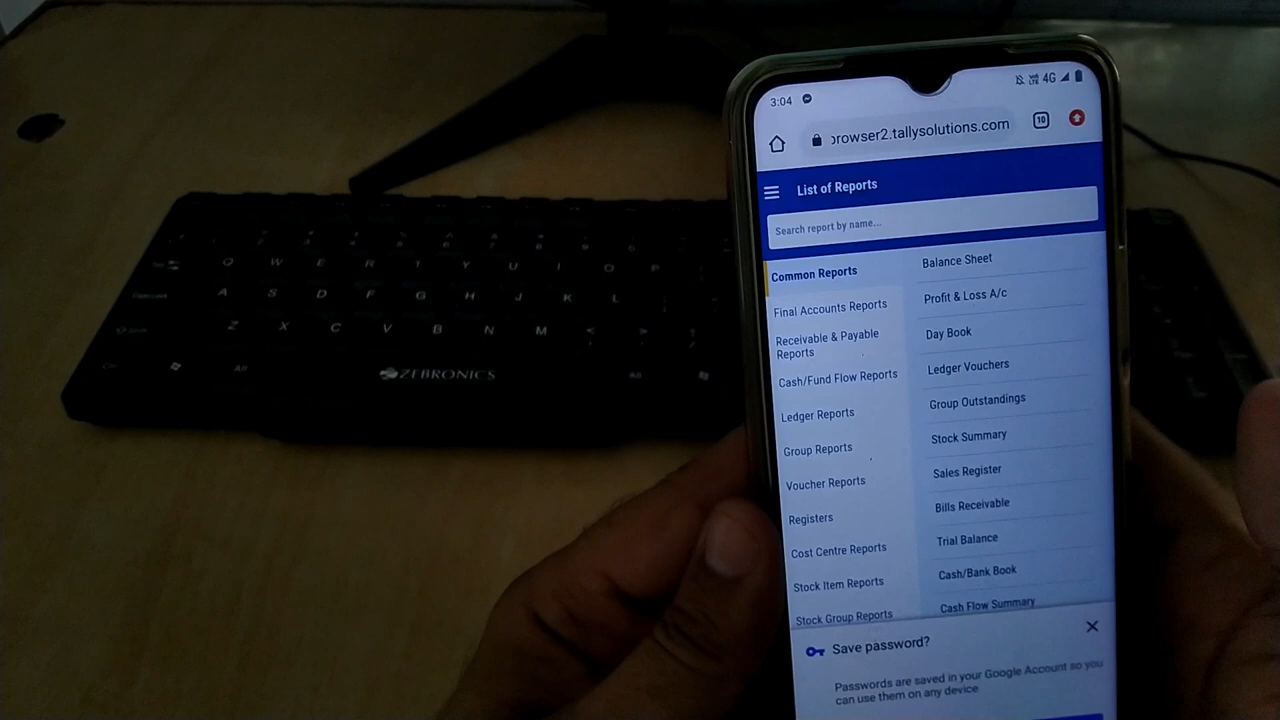 3:04
4G
rowser2.tallysolutions.com
10
List of Reports
Search report by name...
Common Reports
Final Accounts Reports
Receivable & Payable
Reports
Cash/Fund Flow Reports
Ledger Reports
Group Reports
Voucher Reports
Registers
Cost Centre Reports
Stock Item Reports
Stock Group Reports
Balance Sheet
Profit & Loss A/c
Day Book
Ledger Vouchers
Group Outstandings
Stock Summary
Sales Register
Bills Receivable
Trial Balance
Cash/Bank Book
Cash Flow Summary
Save password?
Passwords are saved in your Google Account so you
can use them on any device
Q W E R T Y U I O P
A S D F G H J K L
Z X C V B N M
Alt
ZEBRONICS